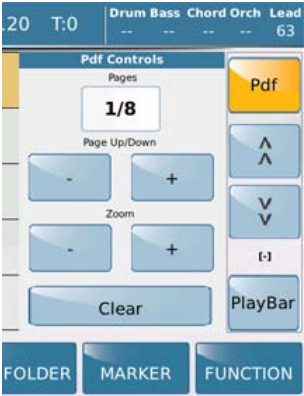 .20 T:0 Drum Bass Chord Orch Lead
-- -- -- -- 63
Pdf Controls
Pages
1/8
Page Up/Down
- +
Zoom
- +
Clear
Pdf
[-]
PlayBar
FOLDER MARKER FUNCTION